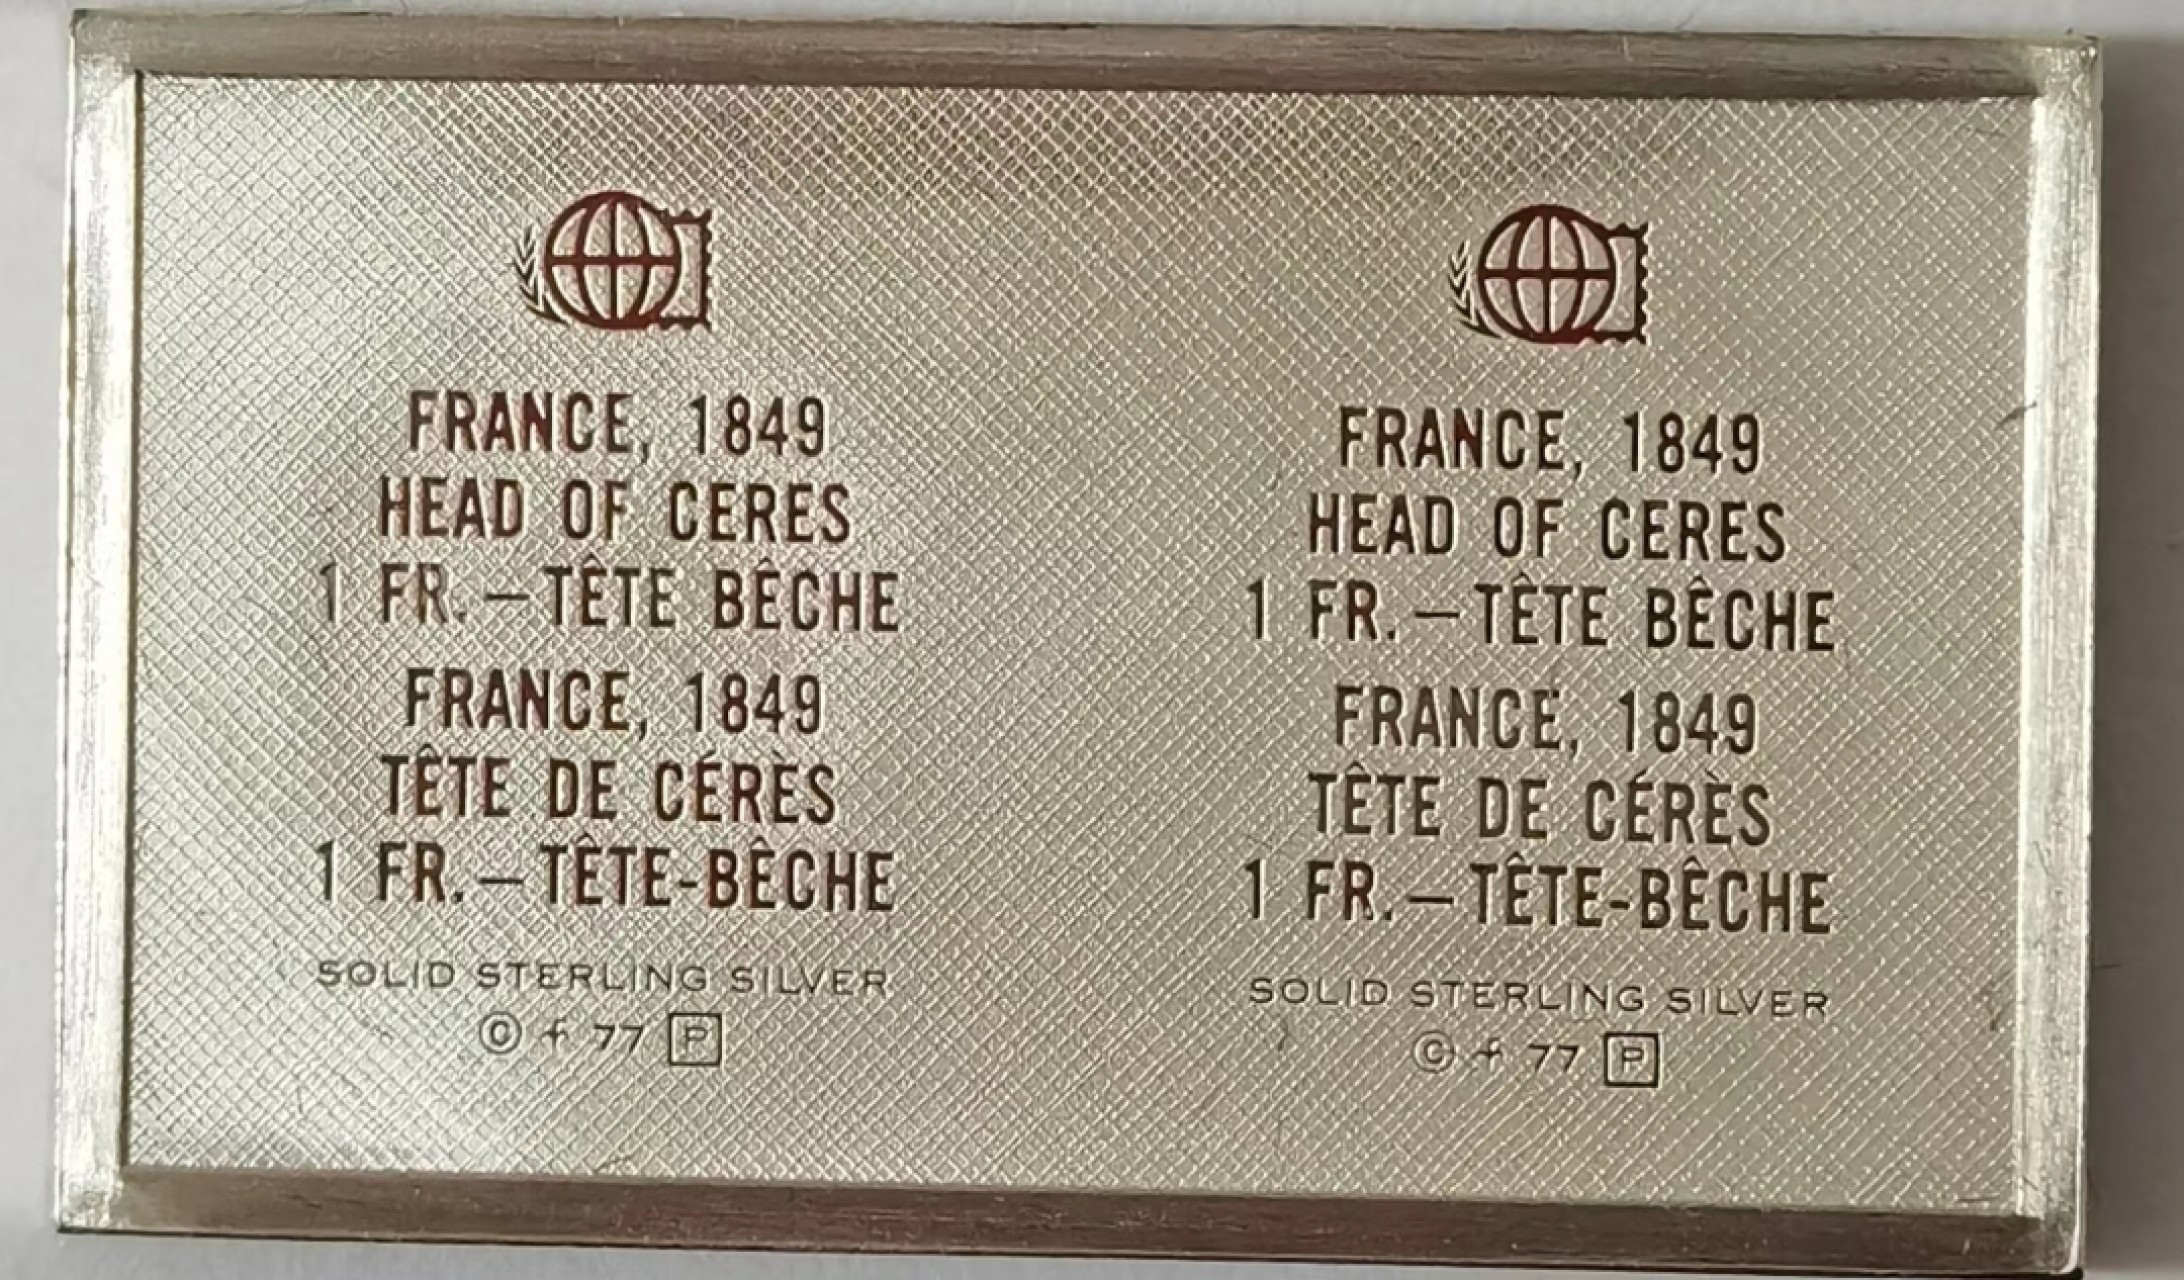 FRANCE, 1849
HEAD OF CERES
1 FR.—TÊTE BÊCHE
FRANCE, 1849
TÊTE DE CÉRÈS
1 FR.—TÊTE-BÊCHE
SOLID STERLING SILVER
© f 77 P
FRANCE, 1849
HEAD OF CERES
1 FR.—TÊTE BÊCHE
FRANCE, 1849
TÊTE DE CÉRÈS
1 FR.—TÊTE-BÊCHE
SOLID STERLING SILVER
© f 77 P